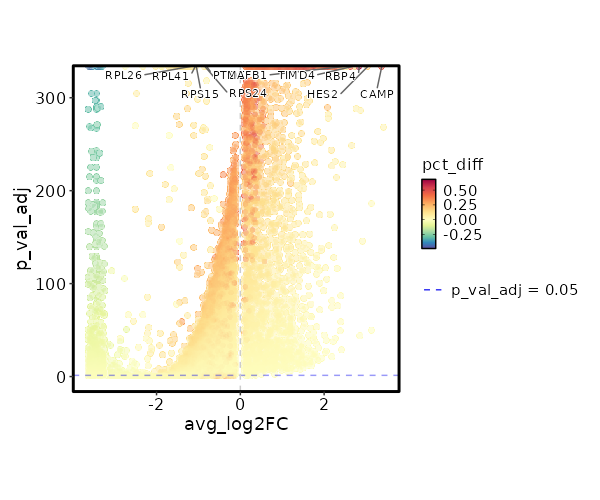 RPL26 RPL41 MAFB1 TIMD4 RBP4
RPS15 RPS24 HES2 CAMP
300
200
100
0
-2 0 2
avg_log2FC
p_val_adj
pct_diff
0.50
0.25
0.00
-0.25
p_val_adj = 0.05